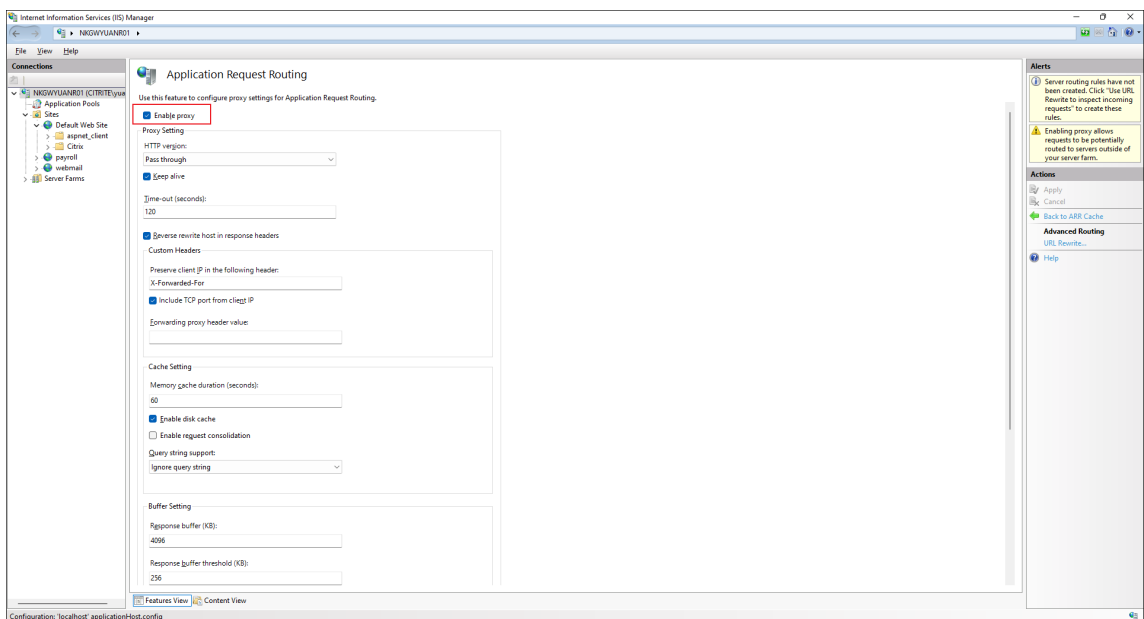 Internet Information Services (IIS) Manager
NKGWYUANR01
File View Help
Connections
NKGWYUANR01 (CITRITE\yua
Application Pools
Sites
Default Web Site
aspnet_client
Citrix
payroll
webmail
Server Farms
Application Request Routing
Use this feature to configure proxy settings for Application Request Routing.
Enable proxy
Proxy Setting
HTTP version:
Pass through
Keep alive
Time-out (seconds):
120
Reverse rewrite host in response headers
Custom Headers
Preserve client IP in the following header:
X-Forwarded-For
Include TCP port from client IP
Forwarding proxy header value:
Cache Setting
Memory cache duration (seconds):
60
Enable disk cache
Enable request consolidation
Query string support:
Ignore query string
Buffer Setting
Response buffer (KB):
4096
Response buffer threshold (KB):
256
Features View Content View
Alerts
Server routing rules have not
been created. Click "Use URL
Rewrite to inspect incoming
requests" to create these
rules.
Enabling proxy allows
requests to be potentially
routed to servers outside of
your server farm.
Actions
Apply
Cancel
Back to ARR Cache
Advanced Routing
URL Rewrite...
Help
Configuration: 'localhost' applicationHost.config